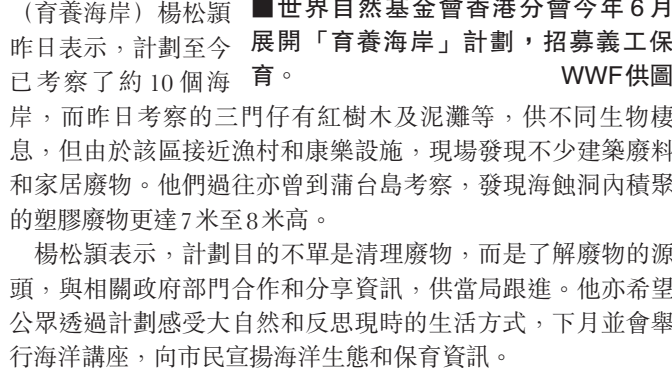 （育養海岸）楊松頴
昨日表示，計劃至今
已考察了約10個海
■世界自然基金會香港分會今年6月
展開「育養海岸」計劃，招募義工保
育。 WWF供圖
岸，而昨日考察的三門仔有紅樹木及泥灘等，供不同生物棲
息，但由於該區接近漁村和康樂設施，現場發現不少建築廢料
和家居廢物。他們過往亦曾到蒲台島考察，發現海蝕洞內積聚
的塑膠廢物更達7米至8米高。
楊松頴表示，計劃目的不單是清理廢物，而是了解廢物的源
頭，與相關政府部門合作和分享資訊，供當局跟進。他亦希望
公眾透過計劃感受大自然和反思現時的生活方式，下月並會舉
行海洋講座，向市民宣揚海洋生態和保育資訊。